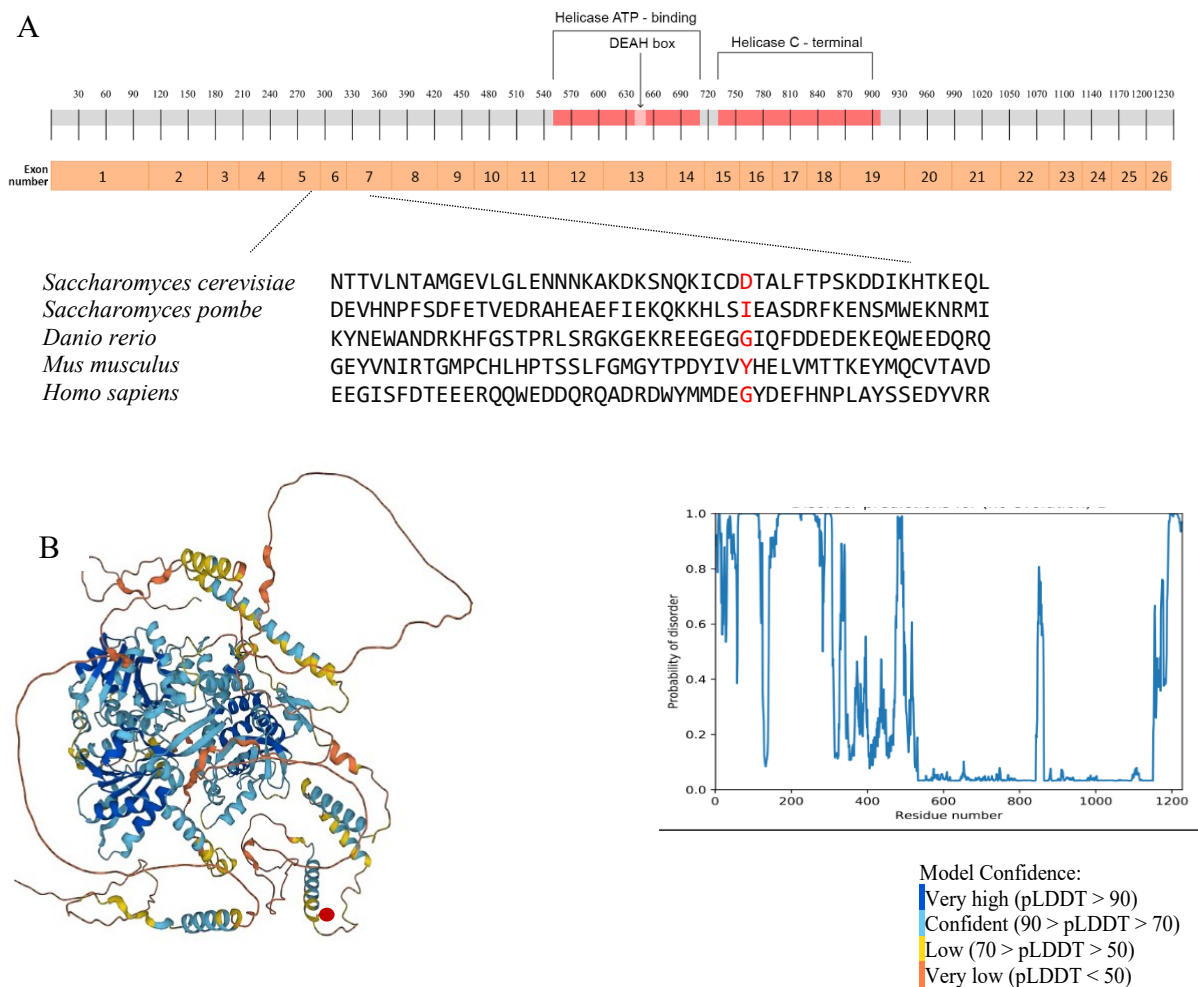 A
Helicase ATP - binding
DEAH box
Helicase C - terminal
30 60 90 120 150 180 210 240 270 300 330 360 390 420 450 480 510 540 570 600 630 660 690 720 750 780 810 840 870 900 930 960 990 1020 1050 1080 1110 1140 1170 1200 1230
Exon number
1 2 3 4 5 6 7 8 9 10 11 12 13 14 15 16 17 18 19 20 21 22 23 24 25 26
Saccharomyces cerevisiae NTTVLNTAMGEVLGLENNNKAKDKSNQKICDDTALFTPSKDDIKHTKEQL
Saccharomyces pombe DEVHNPFSDFETVEDRAHEAEFIEKQKKHLSIEASDRFKENSMWEKNRMI
Danio rerio KYNEWANDRKHFGSTPRLSRGKGEKREEGEGGIQFDDEDEKEQWEEDQRQ
Mus musculus GEYVNIRTGMPCHLHPTSSLFGMGYTPDYIVYHELVMTTKEYMQCVTAVD
Homo sapiens EEGISFDTEEERQQWEDDQRQADRDWYMMDEGYDEFHNPLAYSSEDYVRR
B
1.0
0.8
0.6
0.4
0.2
0.0
Probability of disorder
0 200 400 600 800 1000 1200
Residue number
Model Confidence:
Very high (pLDDT > 90)
Confident (90 > pLDDT > 70)
Low (70 > pLDDT > 50)
Very low (pLDDT < 50)